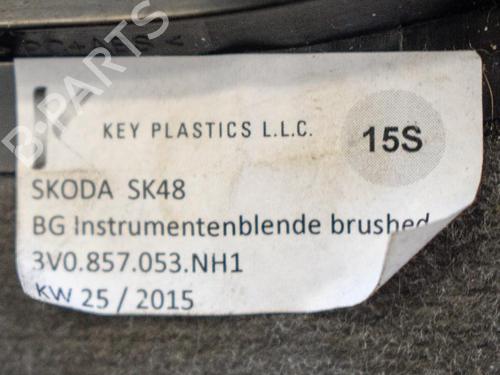 KEY PLASTICS L.L.C.
15S
SKODA SK48
BG Instrumentenblende brushed
3V0.857.053.NH1
KW 25 / 2015
B-PARTS